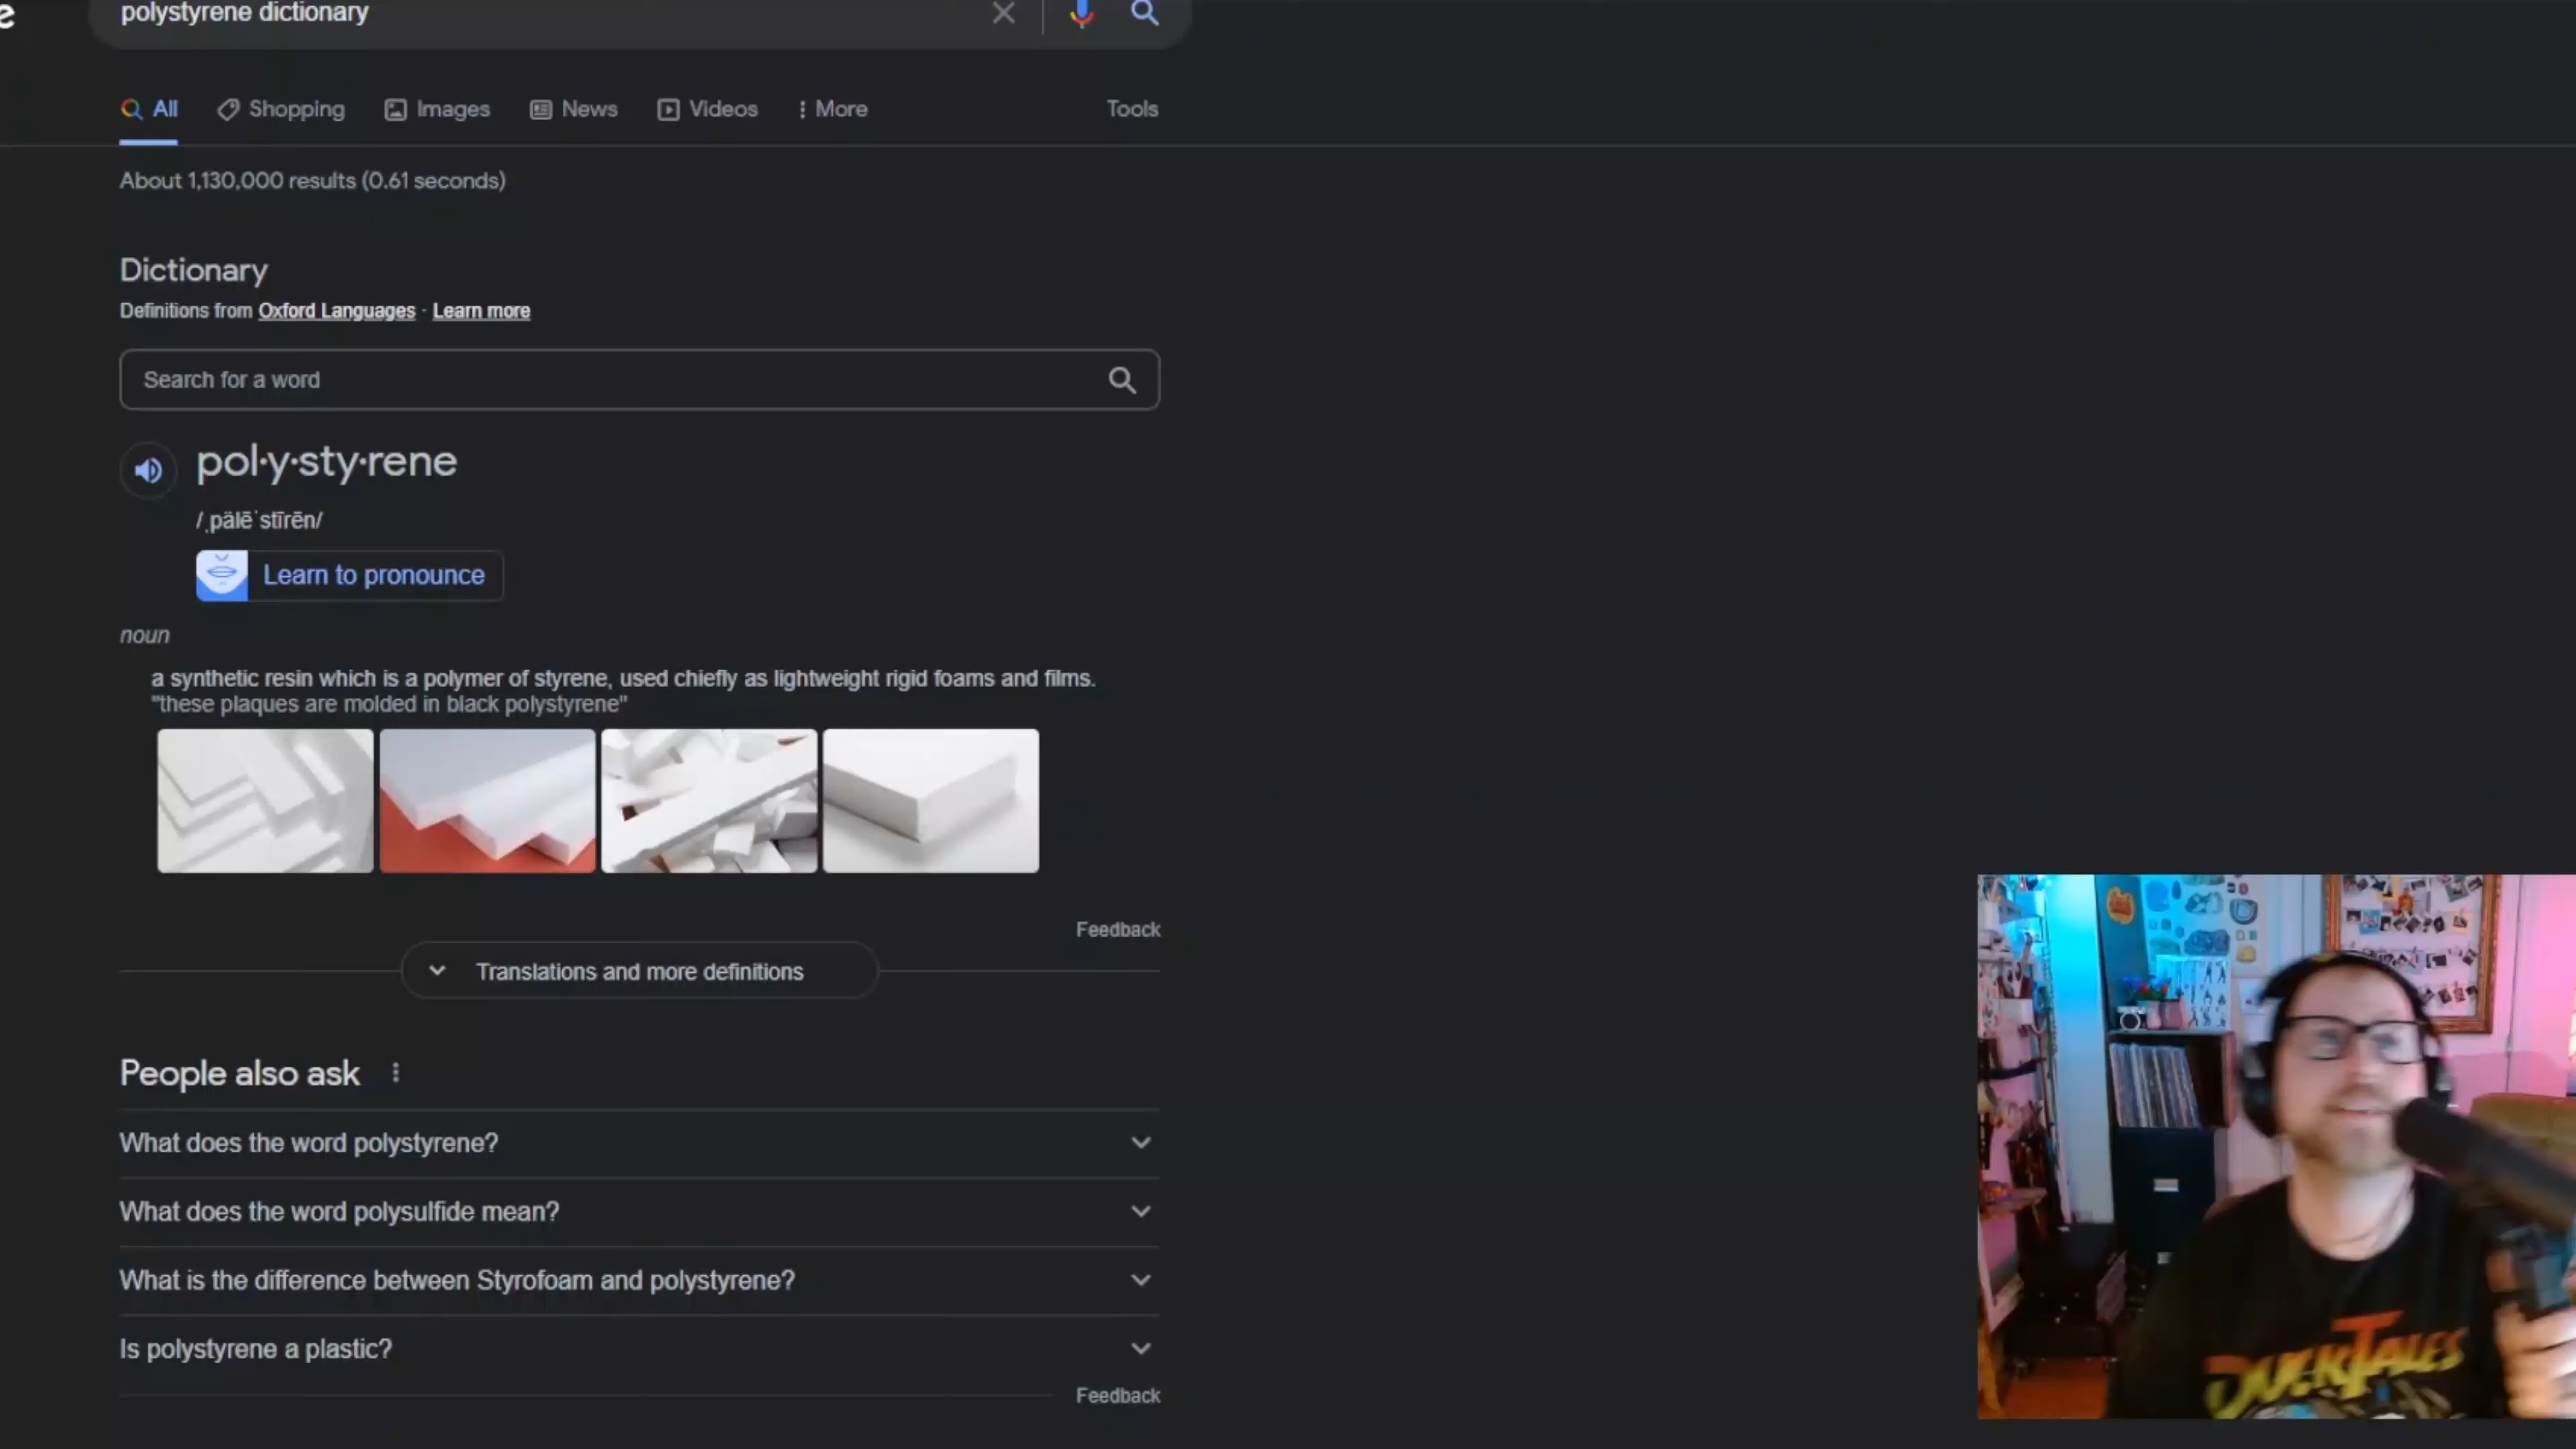 e
polystyrene dictionary
All Shopping Images News Videos More Tools
About 1,130,000 results (0.61 seconds)
Dictionary
Definitions from Oxford Languages · Learn more
Search for a word
pol·y·sty·rene
/ˌpälēˈstīrēn/
Learn to pronounce
noun
a synthetic resin which is a polymer of styrene, used chiefly as lightweight rigid foams and films.
"these plaques are molded in black polystyrene"
Feedback
Translations and more definitions
People also ask
What does the word polystyrene?
What does the word polysulfide mean?
What is the difference between Styrofoam and polystyrene?
Is polystyrene a plastic?
Feedback
DUCKTALES